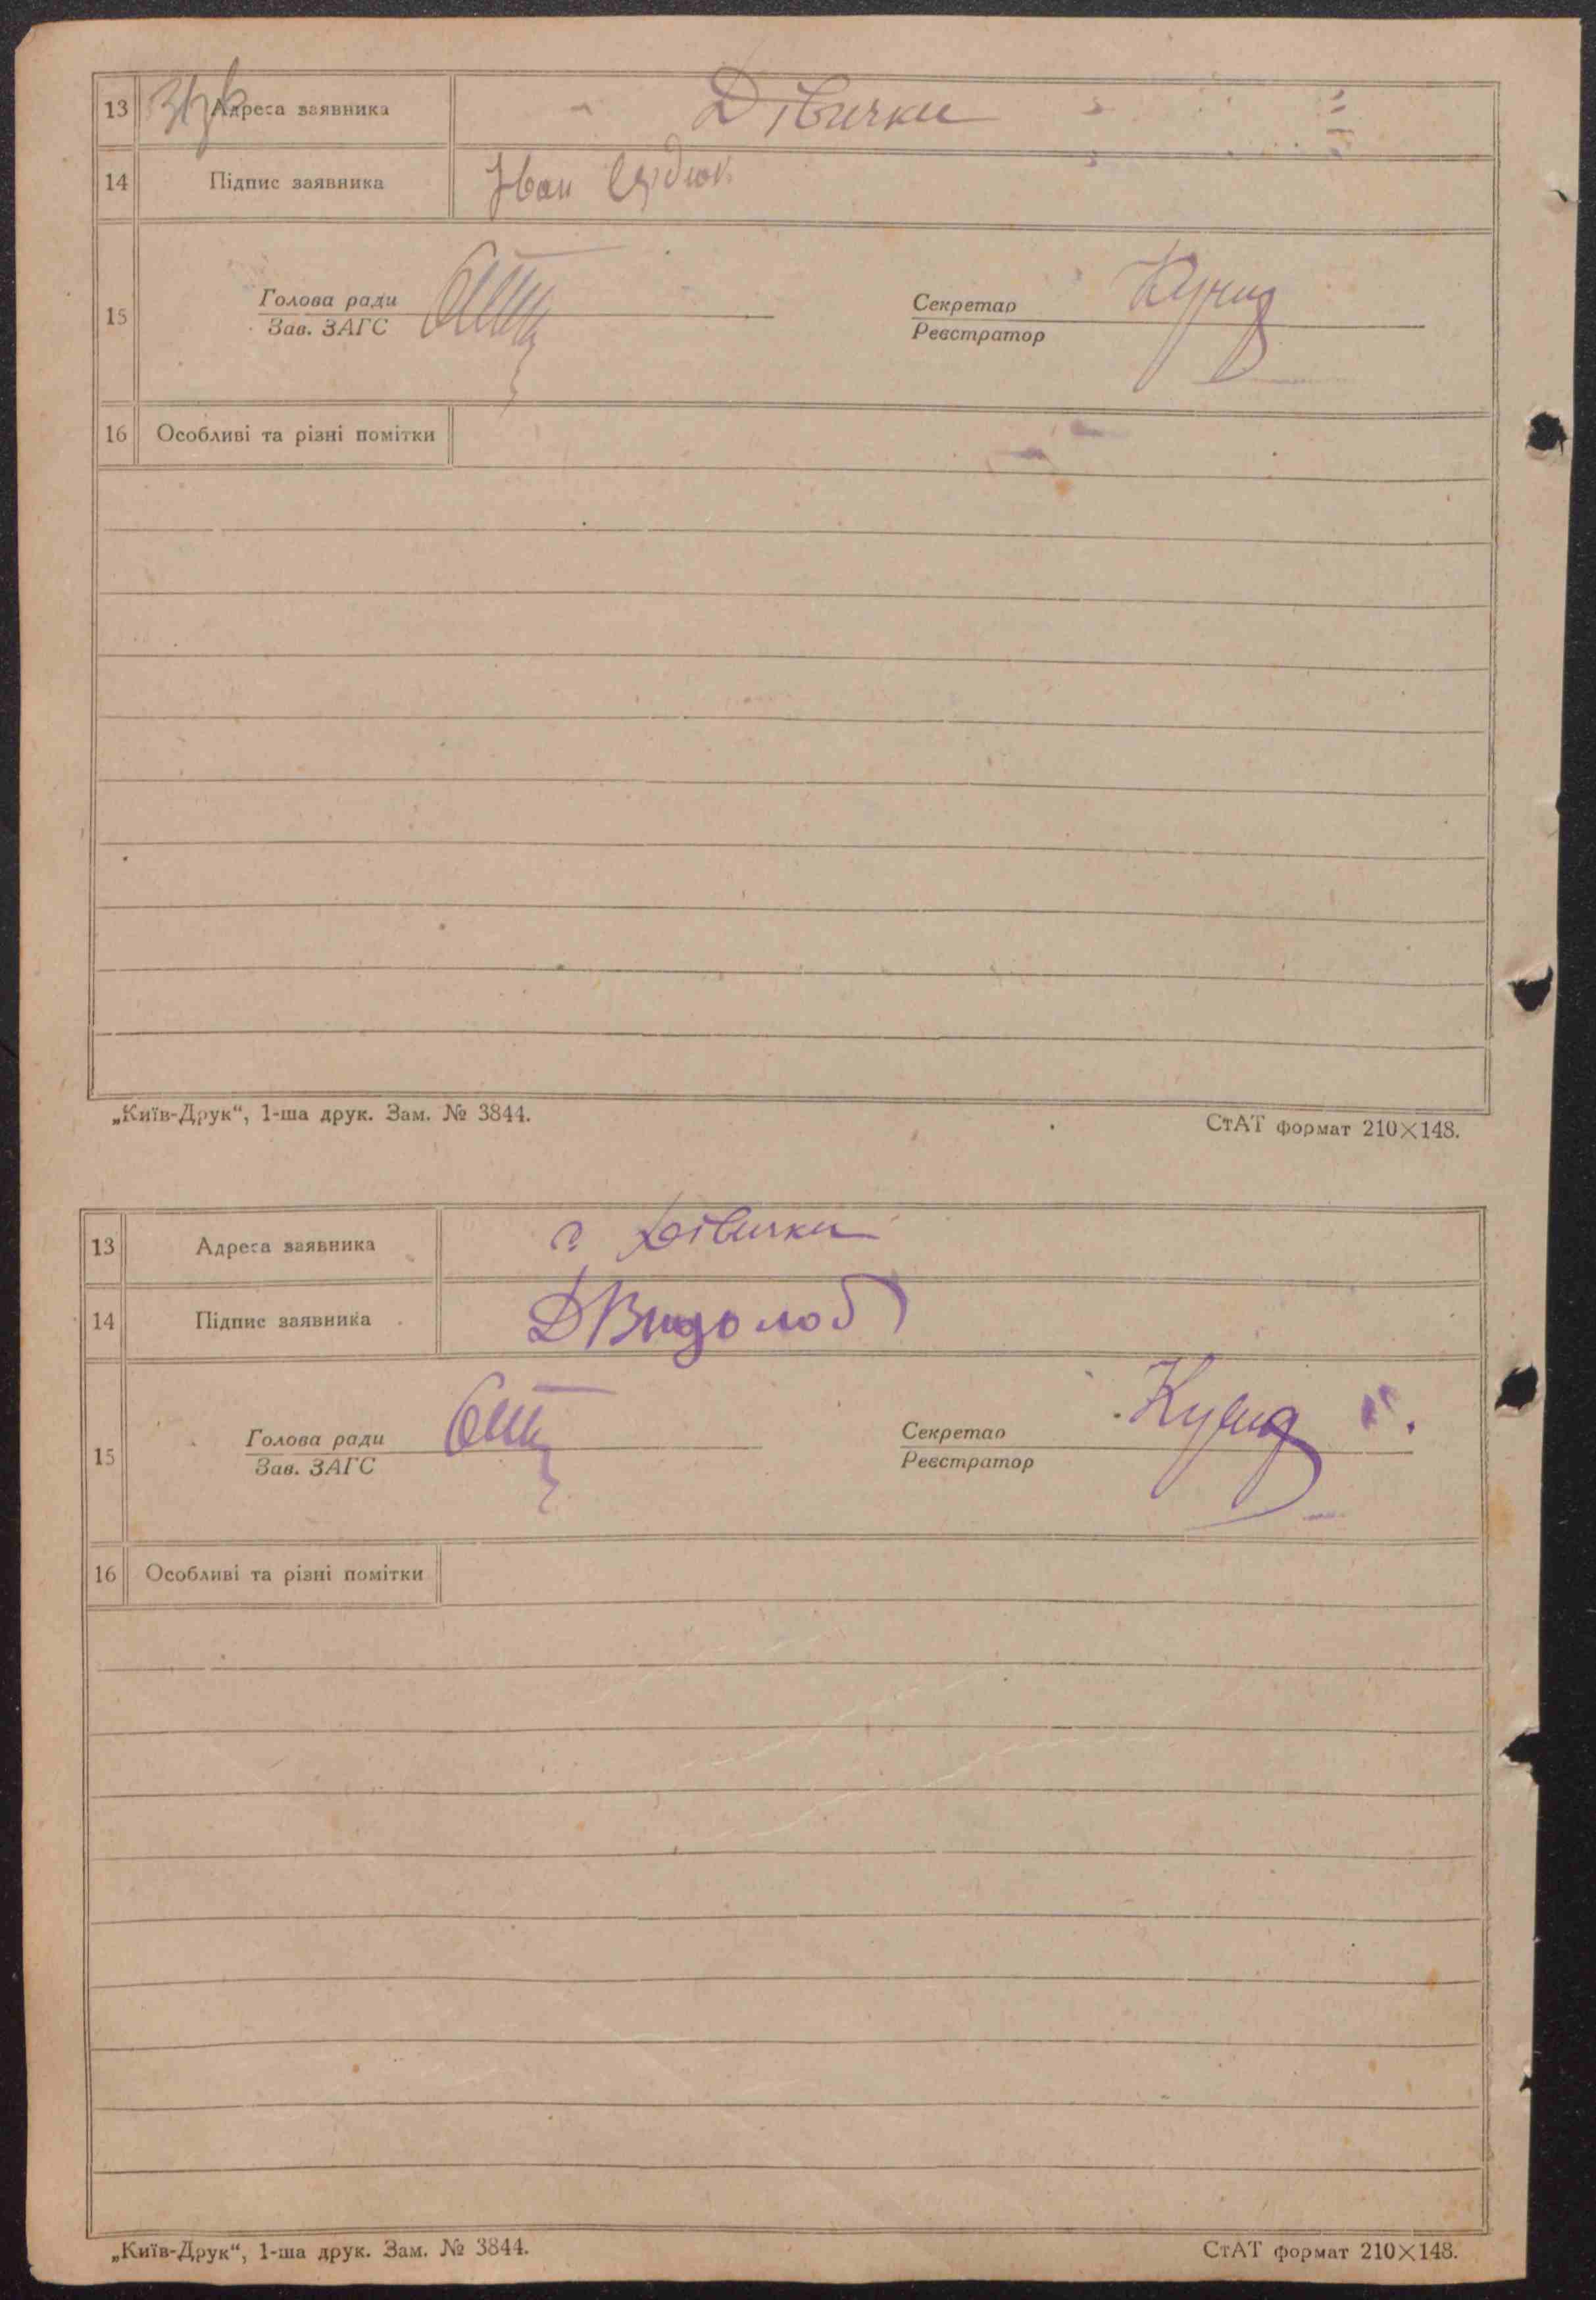 13 Адреса заявника Дівички
14 Підпис заявника Іван Сердюк
15 Голова ради Секретар
Зав. ЗАГС Реєстратор
16 Особливі та різні помітки
„Київ-Друк“, 1-ша друк. Зам. № 3844. СтАТ формат 210×148.
13 Адреса заявника с Дівички
14 Підпис заявника
15 Голова ради Секретар
Зав. ЗАГС Реєстратор
16 Особливі та різні помітки
„Київ-Друк“, 1-ша друк. Зам. № 3844. СтАТ формат 210×148.